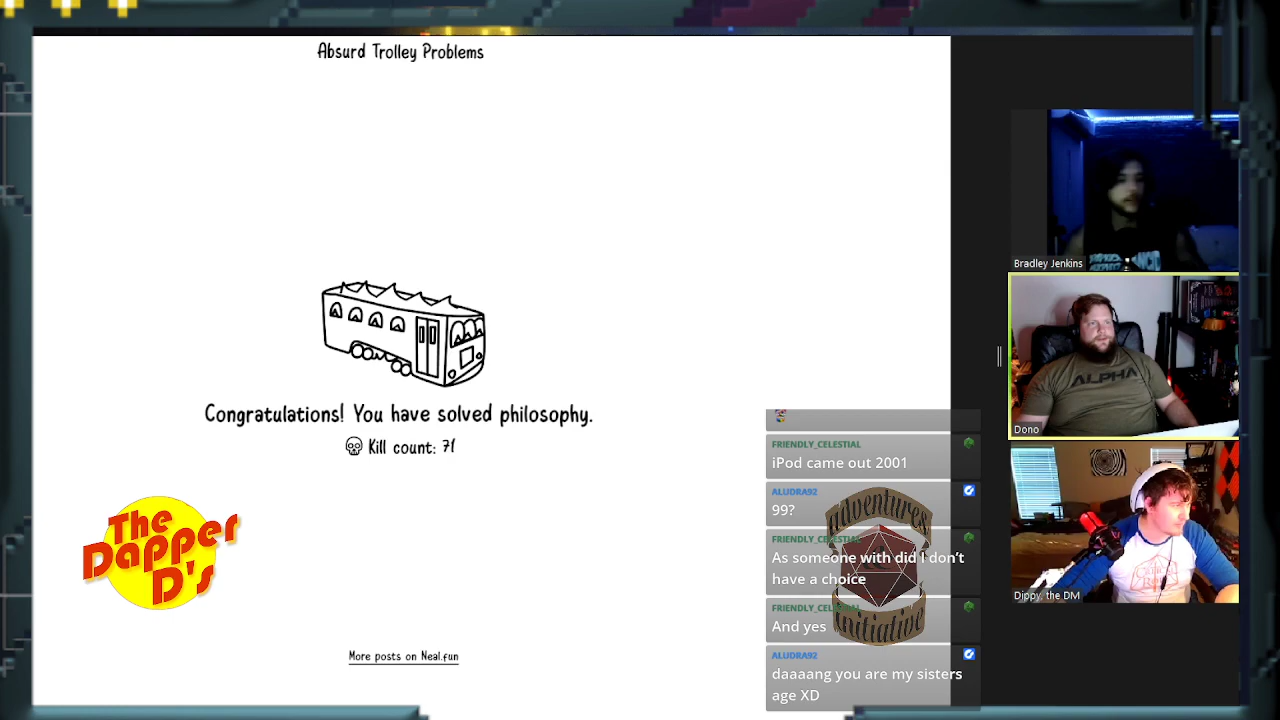 Absurd Trolley Problems
Congratulations! You have solved philosophy.
Kill count: 71
More posts on Neal.fun
The
Dapper
D's
FRIENDLY_CELESTIAL
iPod came out 2001
ALUDRA92
99?
FRIENDLY_CELESTIAL
As someone with did I don't
have a choice
FRIENDLY_CELESTIAL
And yes
ALUDRA92
daaaang you are my sisters
age XD
adventures
initiative
Bradley Jenkins
ALPHA
Dono
Dippy, the DM